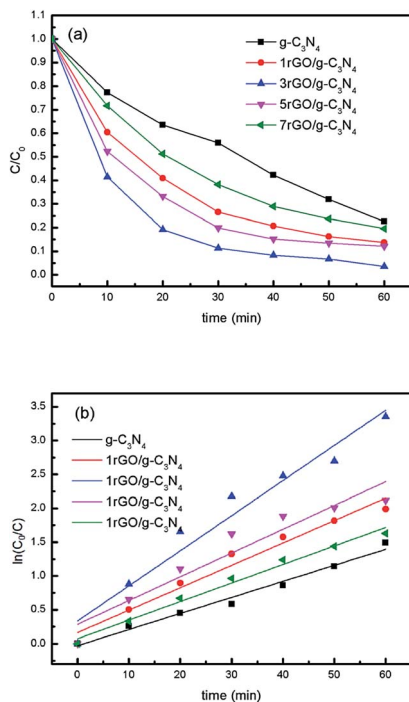 (a)
g-C₃N₄
1rGO/g-C₃N₄
3rGO/g-C₃N₄
5rGO/g-C₃N₄
7rGO/g-C₃N₄
C/C₀
1.0
0.9
0.8
0.7
0.6
0.5
0.4
0.3
0.2
0.1
0.0
0 10 20 30 40 50 60
time (min)
(b)
g-C₃N₄
1rGO/g-C₃N₄
1rGO/g-C₃N₄
1rGO/g-C₃N₄
1rGO/g-C₃N₄
ln(C₀/C)
3.5
3.0
2.5
2.0
1.5
1.0
0.5
0.0
0 10 20 30 40 50 60
time (min)